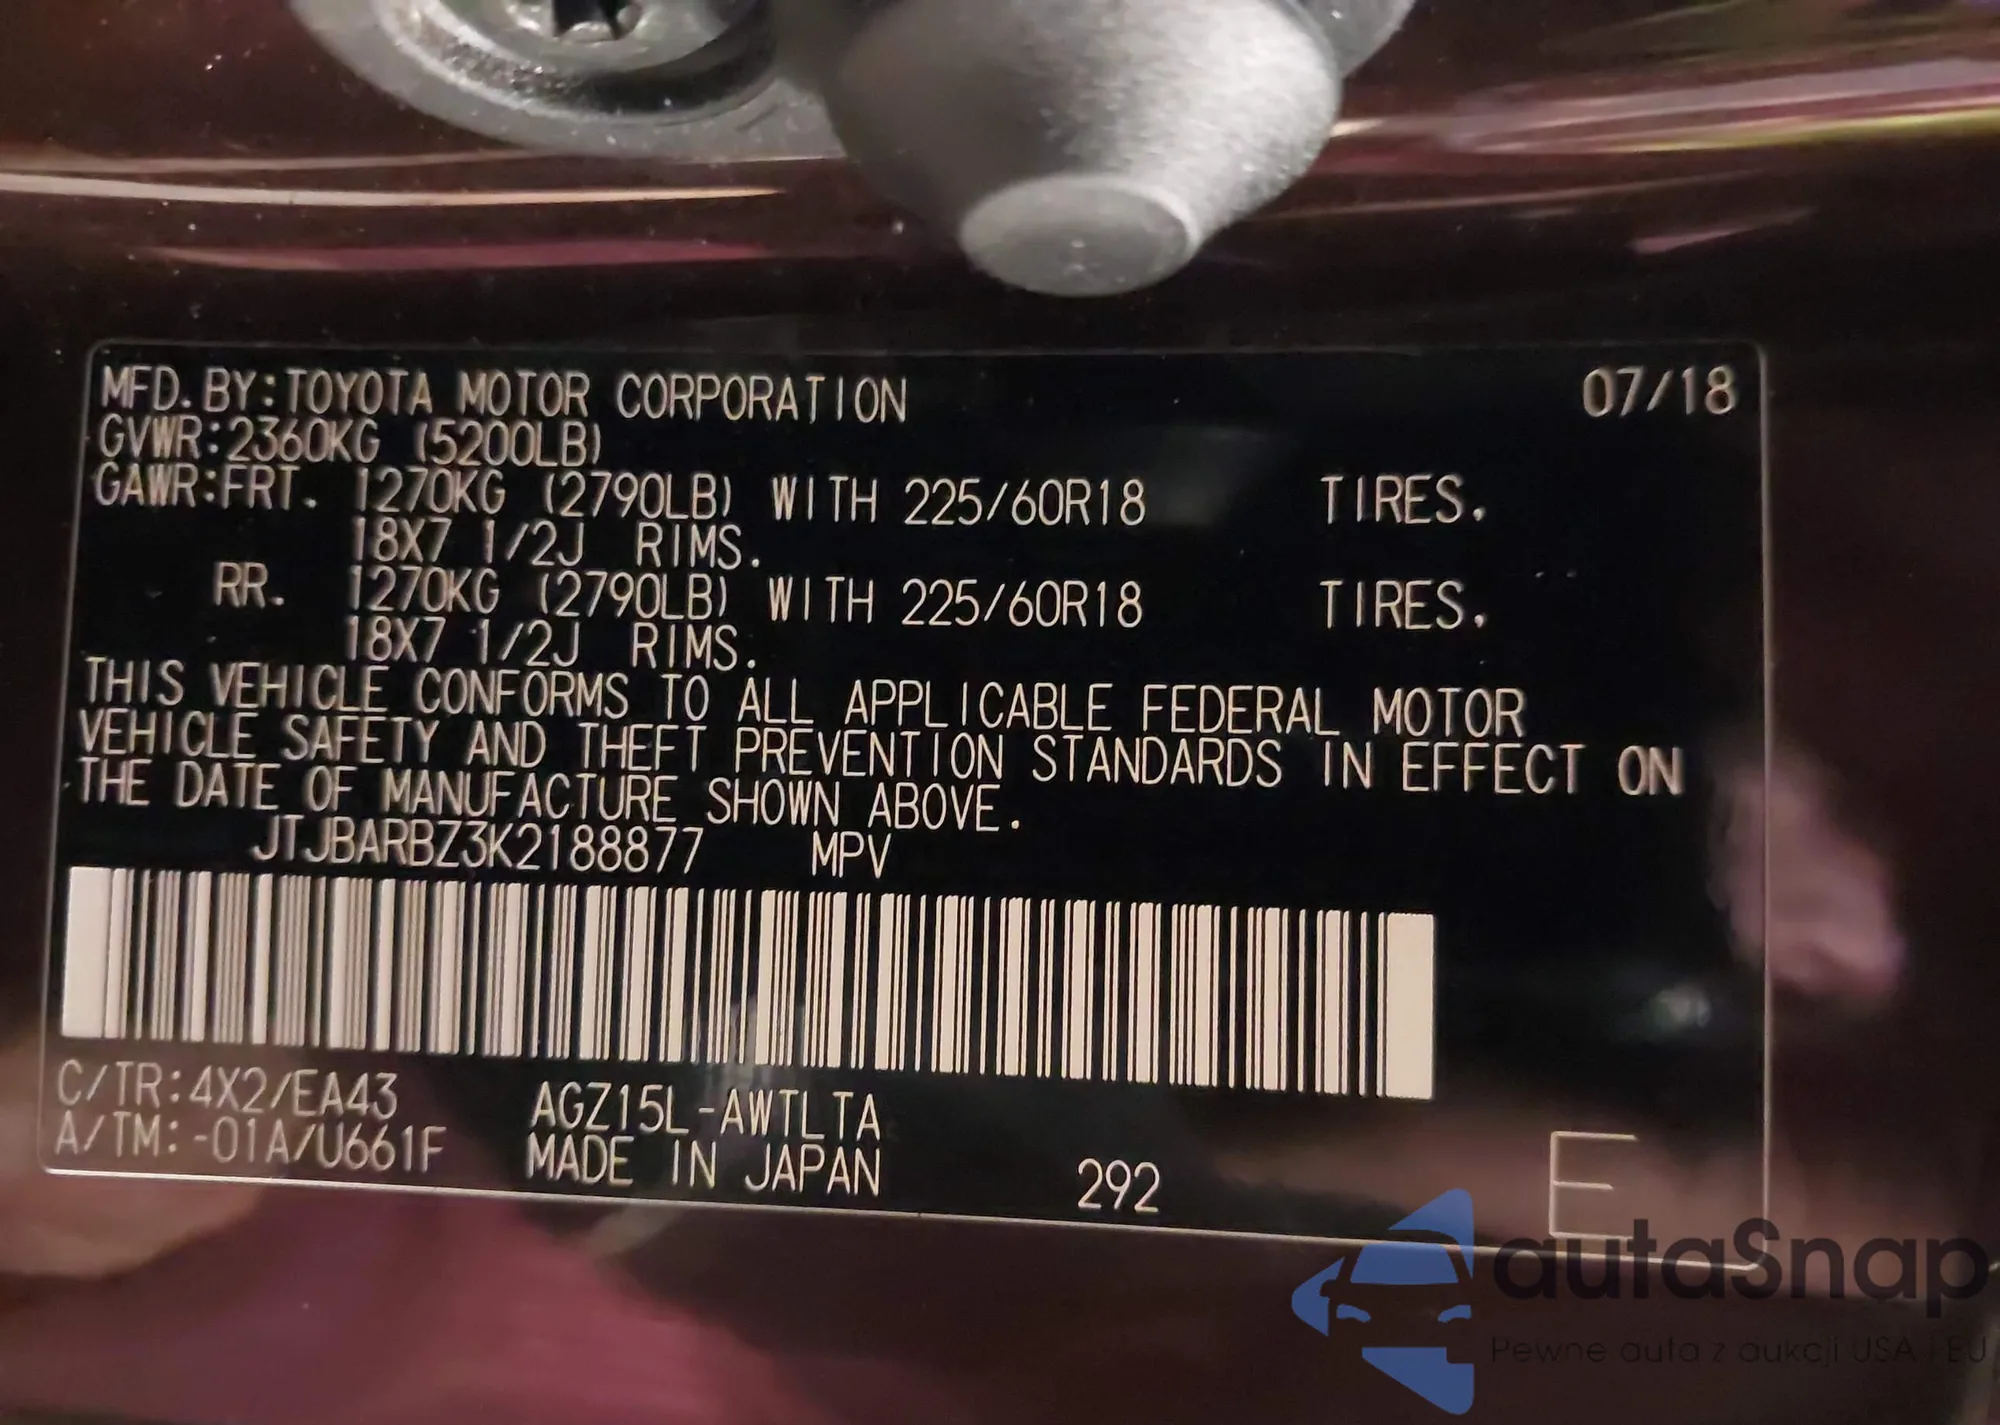 MFD.BY:TOYOTA MOTOR CORPORATION 07/18
GVWR:2360KG (5200LB)
GAWR:FRT. 1270KG (2790LB) WITH 225/60R18 TIRES.
18X7 1/2J RIMS.
RR. 1270KG (2790LB) WITH 225/60R18 TIRES.
18X7 1/2J RIMS.
THIS VEHICLE CONFORMS TO ALL APPLICABLE FEDERAL MOTOR
VEHICLE SAFETY AND THEFT PREVENTION STANDARDS IN EFFECT ON
THE DATE OF MANUFACTURE SHOWN ABOVE.
JTJBARBZ3K2188877 MPV
C/TR:4X2/EA43 AGZ15L-AWTLTA
A/TM:-01A/U661F MADE IN JAPAN 292 E
autaSnap
Pewne auta z aukcji USA i EU